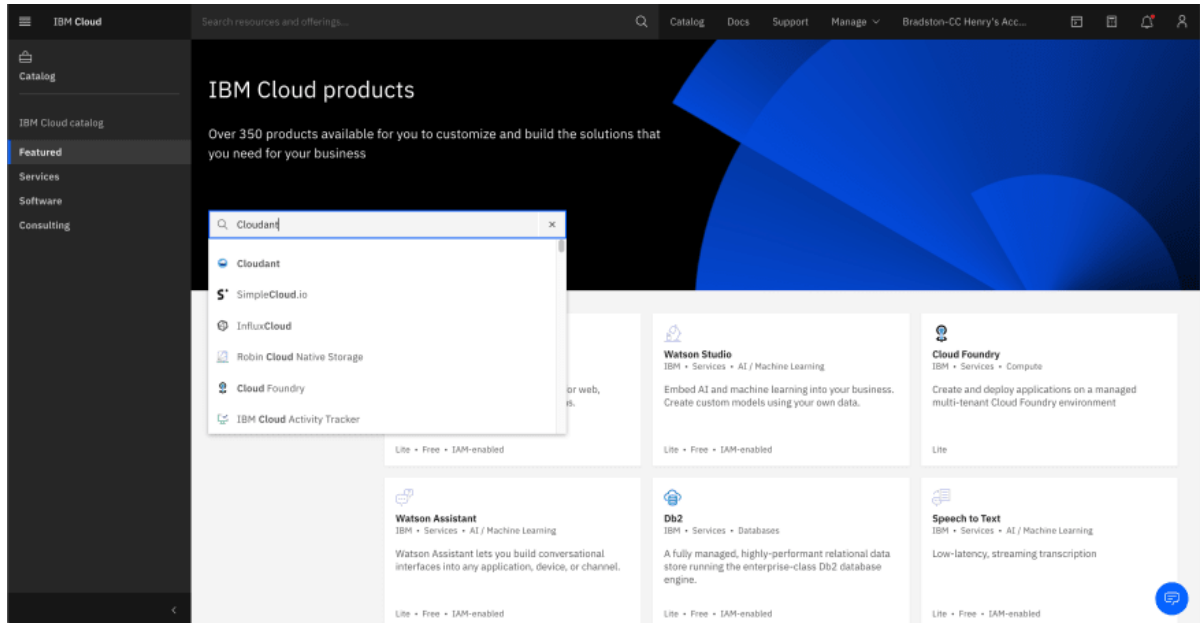 IBM Cloud
Search resources and offerings...
Catalog
Docs
Support
Manage
Bradston-CC Henry's Acc...
Catalog
IBM Cloud catalog
Featured
Services
Software
Consulting
IBM Cloud products
Over 350 products available for you to customize and build the solutions that
you need for your business
Cloudant
Cloudant
SimpleCloud.io
InfluxCloud
Robin Cloud Native Storage
Cloud Foundry
IBM Cloud Activity Tracker
or web,
Lite • Free • IAM-enabled
Watson Studio
IBM • Services • AI / Machine Learning
Embed AI and machine learning into your business.
Create custom models using your own data.
Lite • Free • IAM-enabled
Cloud Foundry
IBM • Services • Compute
Create and deploy applications on a managed
multi-tenant Cloud Foundry environment
Lite
Watson Assistant
IBM • Services • AI / Machine Learning
Watson Assistant lets you build conversational
interfaces into any application, device, or channel.
Lite • Free • IAM-enabled
Db2
IBM • Services • Databases
A fully managed, highly-performant relational data
store running the enterprise-class Db2 database
engine.
Lite • Free • IAM-enabled
Speech to Text
IBM • Services • AI / Machine Learning
Low-latency, streaming transcription
Lite • Free • IAM-enabled